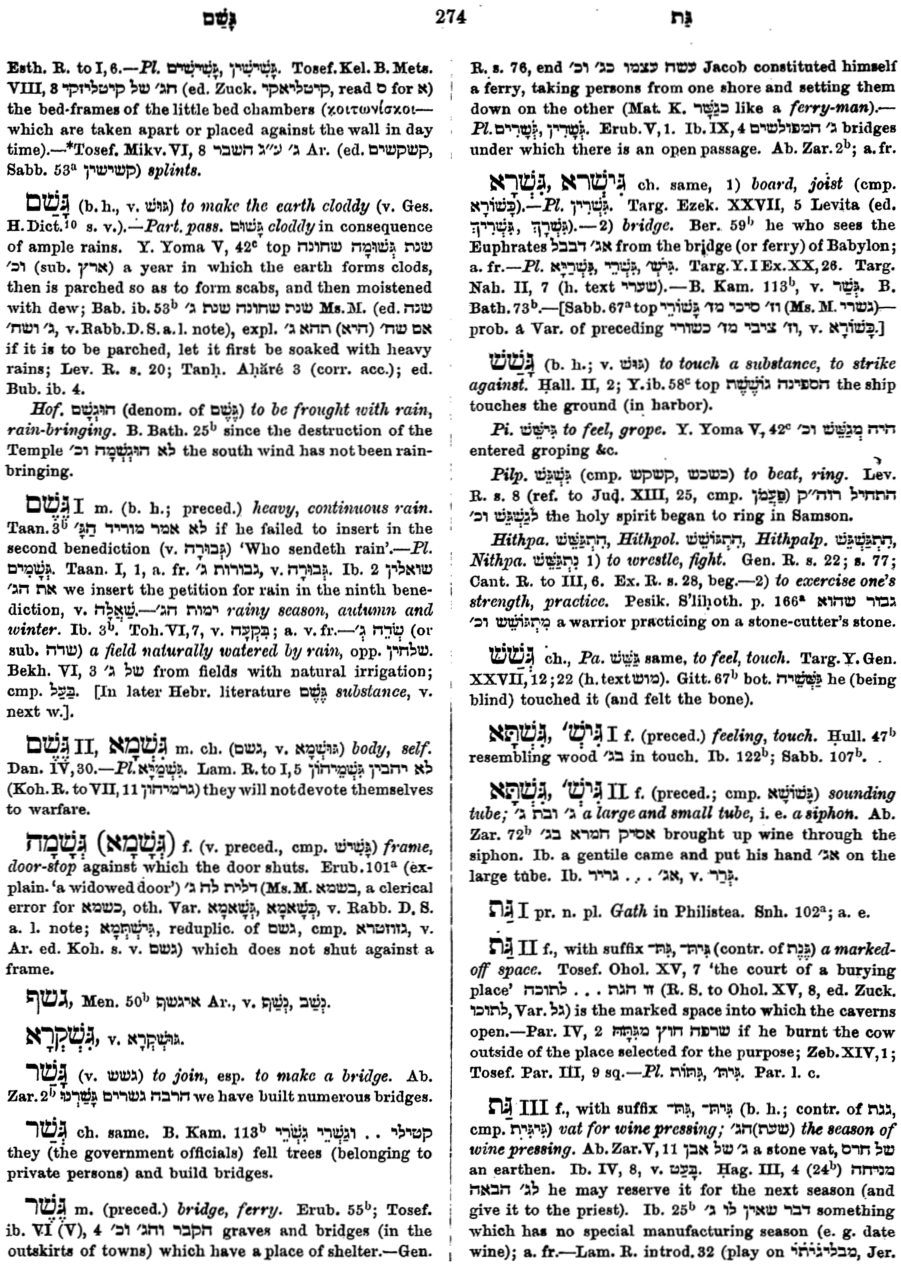 גָּשַׁם 274 גַּת
Esth. R. to I, 6.—Pl. גְּשִׁישִׁין, גְּשִׁישִׁים. Tosef. Kel. B. Mets.
VIII, 8 הג׳ של קיטליזוקי (ed. Zuck. קיטליאקי, read ס for א)
the bed-frames of the little bed chambers (κοιτωνίσκοι—
which are taken apart or placed against the wall in day
time).—*Tosef. Mikv. VI, 8 ג׳ ע״ג השבר Ar. (ed. קשקשים,
Sabb. 53a קשישין) splints.
גָּשַׁם (b. h., v. גּוּשׁ) to make the earth cloddy (v. Ges.
H. Dict.10 s. v.).—Part. pass. גָּשׁוּם cloddy in consequence
of ample rains. Y. Yoma V, 42c top שנת גְּשׁוּמָה שחונה
וכ׳ (sub. ארץ) a year in which the earth forms clods,
then is parched so as to form scabs, and then moistened
with dew; Bab. ib. 53b שנת שחונה שנת ג׳ Ms. M. (ed. שנה
ג׳ ושח׳, v. Rabb. D. S. a. l. note), expl. אם שח׳ (היא) תהא ג׳
if it is to be parched, let it first be soaked with heavy
rains; Lev. R. s. 20; Tanḥ. Aḥăré 3 (corr. acc.); ed.
Bub. ib. 4.
Hof. הוּגְשַׁם (denom. of גֶּשֶׁם) to be frought with rain,
rain-bringing. B. Bath. 25b since the destruction of the
Temple לא הוּגְשְׁמָה וכ׳ the south wind has not been rain-
bringing.
גֶּשֶׁם I m. (b. h.; preced.) heavy, continuous rain.
Taan. 3b לא אמר מוריד הַגֶּ׳ if he failed to insert in the
second benediction (v. גְּבוּרָה) ‘Who sendeth rain’.—Pl.
גְּשָׁמִים. Taan. I, 1, a. fr. גבורות ג׳, v. גְּבוּרָה. Ib. 2 שואלין
את הג׳ we insert the petition for rain in the ninth bene-
diction, v. שְׁאֵלָה.—ימות הג׳ rainy season, autumn and
winter. Ib. 3b. Toh. VI, 7, v. בִּקְעָה; a. v. fr.—שְׂדֵה גֶ׳ (or
sub. שדה) a field naturally watered by rain, opp. שלחין.
Bekh. VI, 3 של ג׳ from fields with natural irrigation;
cmp. בַּעַל. [In later Hebr. literature גֶּשֶׁם substance, v.
next w.].
גֶּשֶׁם II, גִּשְׁמָא m. ch. (גשם, v. גּוּשְׁמָא) body, self.
Dan. IV, 30.—Pl. גִּשְׁמַיָּא. Lam. R. to I, 5 לא יהבין גִּשְׁמֵיהוֹן
(Koh. R. to VII, 11 גרמיהון) they will not devote themselves
to warfare.
גְּשָׁמָה (גְּשָׁמָא) f. (v. preced., cmp. גָּשִׁישׁ) frame,
door-stop against which the door shuts. Erub. 101a (ex-
plain. ‘a widowed door’) דלית לה ג׳ (Ms. M. בשמא, a clerical
error for כשמא, oth. Var. גְּשָׁאמָא, כְּשָׁאמָא, v. Rabb. D. S.
a. l. note; גִּישְׁתְּמָא, reduplic. of גשם, cmp. גזוזטרא, v.
Ar. ed. Koh. s. v. גשם) which does not shut against a
frame.
גשף, Men. 50b איגשף Ar., v. נָשַׁף, נָשַׁב.
גִּשְׁקְרָא, v. גּוּשְׁקְרָא.
גָּשַׁר (v. גשש) to join, esp. to make a bridge. Ab.
Zar. 2b הרבה גשרים גָּשַׁרְנוּ we have built numerous bridges.
גְּשַׁר ch. same. B. Kam. 113b קטילי . . וגָשְׁרֵי גִּשְׁרֵי
they (the government officials) fell trees (belonging to
private persons) and build bridges.
גֶּשֶׁר m. (preced.) bridge, ferry. Erub. 55b; Tosef.
ib. VI (V), 4 הקבר והג׳ וכ׳ graves and bridges (in the
outskirts of towns) which have a place of shelter.—Gen.
R. s. 76, end עשה עצמו כג׳ וכ׳ Jacob constituted himself
a ferry, taking persons from one shore and setting them
down on the other (Mat. K. כגַּשָּׁר like a ferry-man).—
Pl. גְּשָׁרִים, גְּשָׁרִין. Erub. V, 1. Ib. IX, 4 ג׳ המפולשים bridges
under which there is an open passage. Ab. Zar. 2b; a. fr.
גִּישְׁרָא, גִּשְׁרָא ch. same, 1) board, joist (cmp.
כְּשׁוּרָא).—Pl. גִּשְׁרִין. Targ. Ezek. XXVII, 5 Levita (ed.
גִּשְׁרָךְ, גִּשְׁרִיךְ).—2) bridge. Ber. 59b he who sees the
Euphrates אג׳ דבבל from the bridge (or ferry) of Babylon;
a. fr.—Pl. גִּשְׁרַיָּא, גִּשְׁרֵי, גִּישׁ׳. Targ. Y. I Ex. XX, 26. Targ.
Nah. II, 7 (h. text שערי).—B. Kam. 113b, v. גְּשַׁר. B.
Bath. 73b.—[Sabb. 67a top וז׳ סיכי מז׳ גְּשׁוּרֵי (Ms. M. גשרי)—
prob. a Var. of preceding וז׳ ציבי מז׳ כשורי, v. כְּשׁוּרָא.]
גָּשַׁשׁ (b. h.; v. גּוּשׁ) to touch a substance, to strike
against. Ḥall. II, 2; Y. ib. 58c top הספינה גּוֹשֶׁשֶׁת the ship
touches the ground (in harbor).
Pi. גִּישֵּׁשׁ to feel, grope. Y. Yoma V, 42c היה מְגַשֵּׁשׁ וכ׳
entered groping &c.
Pilp. גִּשְׁגֵּשׁ (cmp. קשקש, כשכש) to beat, ring. Lev.
R. s. 8 (ref. to Jud. XIII, 25, cmp. פַּעֲמֹן) התחיל רוה״ק
לגַשְׁגֵּשׁ וכ׳ the holy spirit began to ring in Samson.
Hithpa. הִתְגַּשֵּׁשׁ, Hithpol. הִתְגּוֹשֵׁשׁ, Hithpalp. הִתְגַּשְׁגֵּשׁ,
Nithpa. נִתְגַּשֵּׁשׁ 1) to wrestle, fight. Gen. R. s. 22; s. 77;
Cant. R. to III, 6. Ex. R. s. 28, beg.—2) to exercise one’s
strength, practice. Pesik. S’liḥoth. p. 166a גבור שהוא
מִתְגּוֹשֵׁשׁ וכ׳ a warrior practicing on a stone-cutter’s stone.
גְּשַׁשׁ ch., Pa. גַּשֵּׁשׁ same, to feel, touch. Targ. Y. Gen.
XXVII, 12; 22 (h. text מוש). Gitt. 67b bot. גַּשְּׁשֵׁיהּ he (being
blind) touched it (and felt the bone).
גִּישׁ׳, גִּשְׁתָּא I f. (preced.) feeling, touch. Ḥull. 47b
resembling wood בג׳ in touch. Ib. 122b; Sabb. 107b.
גִּישׁ׳, גִּשְׁתָּא II f. (preced.; cmp. גָּשׁוֹשָׁא) sounding
tube; ג׳ ובת ג׳ a large and small tube, i. e. a siphon. Ab.
Zar. 72b אסיק חמרא בג׳ brought up wine through the
siphon. Ib. a gentile came and put his hand אג׳ on the
large tube. Ib. אג׳ . . . גרייר, v. גְּרַר.
גַּת I pr. n. pl. Gath in Philistea. Snh. 102a; a. e.
גַּת II f., with suffix גִּתּ־, גִּיתּ־ (contr. of גֶּנֶת) a marked-
off space. Tosef. Ohol. XV, 7 ‘the court of a burying
place’ זו הגת . . . לתוכה (R. S. to Ohol. XV, 8, ed. Zuck.
לתוכו, Var. גל) is the marked space into which the caverns
open.—Par. IV, 2 שרפה חוץ מגִּתָּהּ if he burnt the cow
outside of the place selected for the purpose; Zeb. XIV, 1;
Tosef. Par. III, 9 sq.—Pl. גִּתּוֹת, גִּית׳. Par. l. c.
גַּת III f., with suffix גִּתּ־, גִּיתּ־ (b. h.; contr. of גנת,
cmp. גִּיגִית) vat for wine pressing; הג׳ (שעת) the season of
wine pressing. Ab. Zar. V, 11 של אבן ג׳ a stone vat, של חרס
an earthen. Ib. IV, 8, v. בָּעַט. Ḥag. III, 4 (24b) מניחה
לג׳ הבאה he may reserve it for the next season (and
give it to the priest). Ib. 25b דבר שאין לו ג׳ something
which has no special manufacturing season (e. g. date
wine); a. fr.—Lam. R. introd. 32 (play on מבליגיתי, Jer.